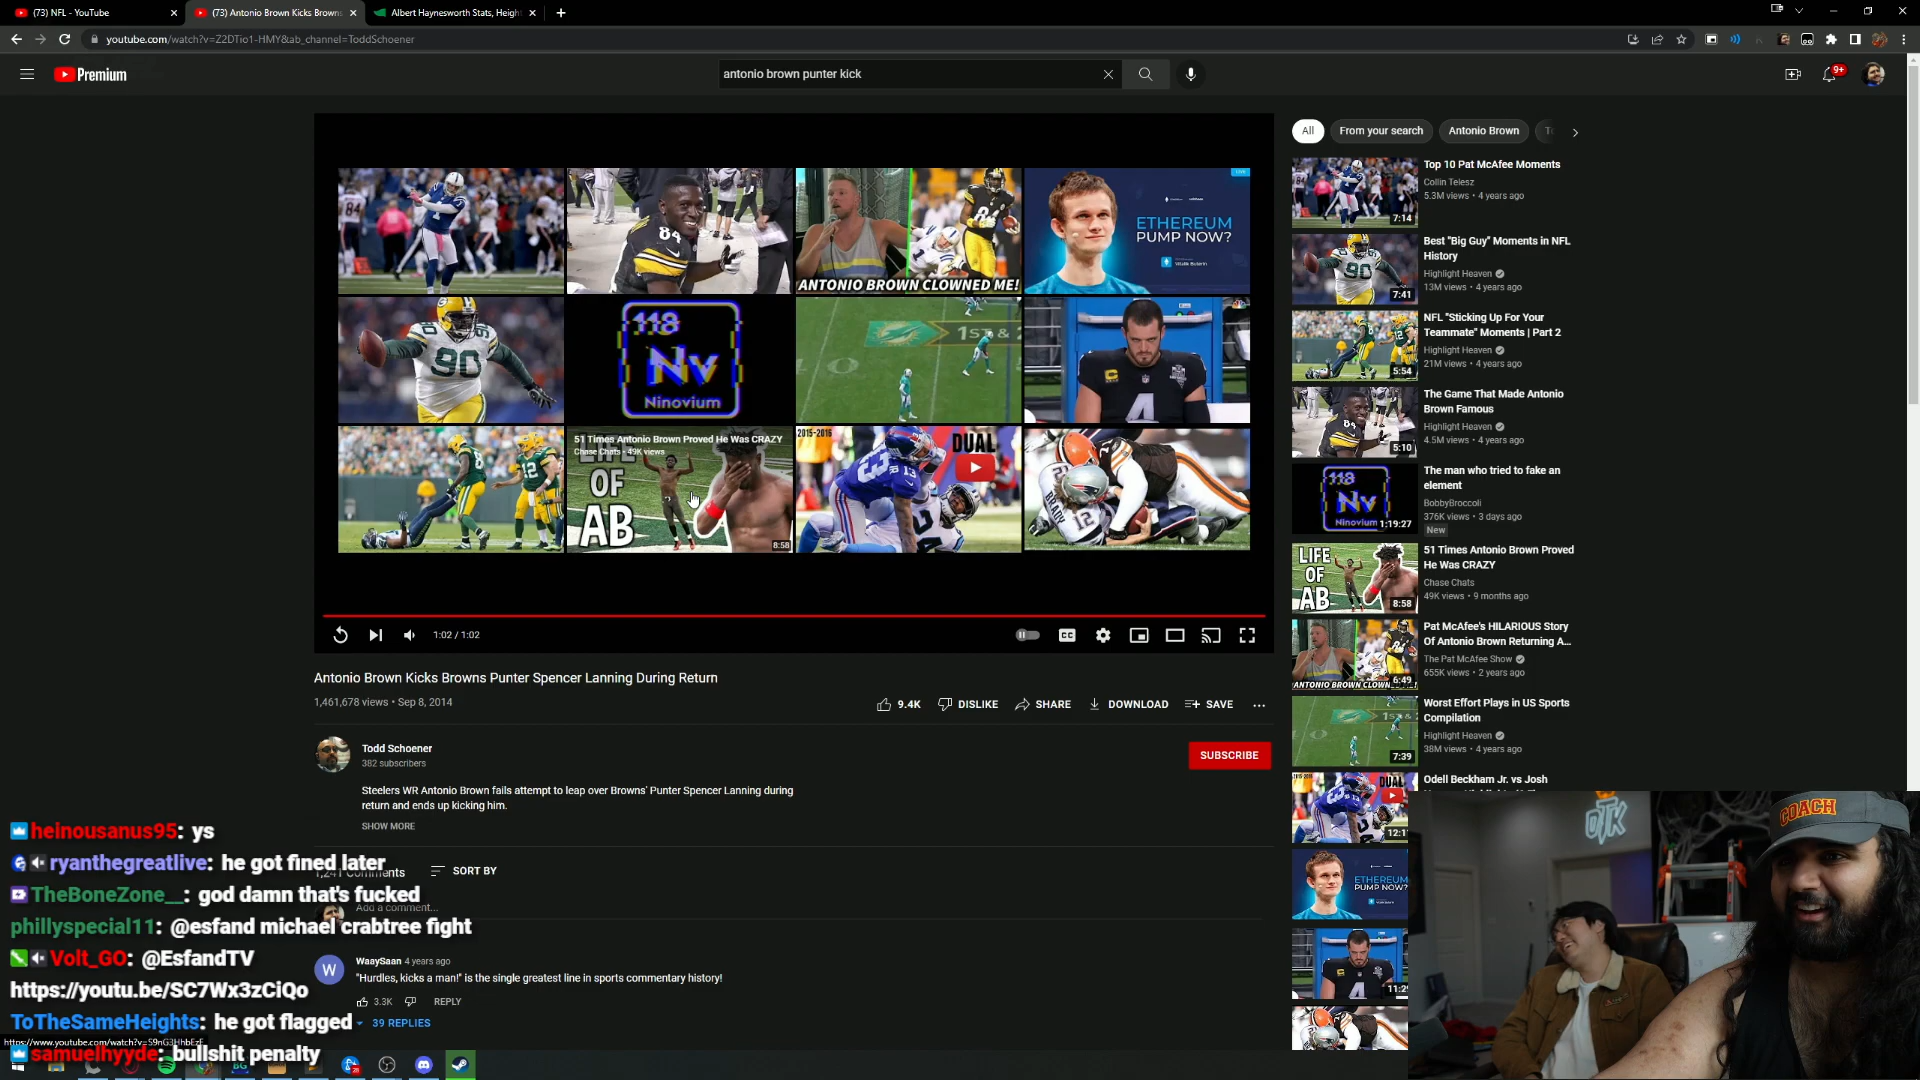 (73) NFL - YouTube
(73) Antonio Brown Kicks Browns
Albert Haynesworth Stats, Height
youtube.com/watch?v=Z2DTio1-HMY&ab_channel=ToddSchoener
Premium
antonio brown punter kick
9+
All
From your search
Antonio Brown
ANTONIO BROWN CLOWNED ME!
ETHEREUM
PUMP NOW?
118
Nv
Ninovium
1ST & 2
51 Times Antonio Brown Proved He Was CRAZY
Chase Chats • 49K views
LIFE
OF
AB
8:58
2015-2016
DUAL
1:02 / 1:02
Antonio Brown Kicks Browns Punter Spencer Lanning During Return
1,461,678 views • Sep 8, 2014
9.4K
DISLIKE
SHARE
DOWNLOAD
SAVE
Todd Schoener
382 subscribers
SUBSCRIBE
Steelers WR Antonio Brown fails attempt to leap over Browns' Punter Spencer Lanning during
return and ends up kicking him.
SHOW MORE
1,241 Comments
SORT BY
Add a comment...
WaaySaan 4 years ago
"Hurdles, kicks a man!" is the single greatest line in sports commentary history!
3.3K
REPLY
39 REPLIES
Top 10 Pat McAfee Moments
Collin Telesz
5.3M views • 4 years ago
7:14
Best "Big Guy" Moments in NFL
History
Highlight Heaven
13M views • 4 years ago
7:41
NFL "Sticking Up For Your
Teammate" Moments | Part 2
Highlight Heaven
21M views • 4 years ago
5:54
The Game That Made Antonio
Brown Famous
Highlight Heaven
4.5M views • 4 years ago
5:10
The man who tried to fake an
element
BobbyBroccoli
376K views • 3 days ago
New
118
Nv
Ninovium
1:19:27
51 Times Antonio Brown Proved
He Was CRAZY
Chase Chats
49K views • 9 months ago
LIFE
OF
AB
8:58
Pat McAfee's HILARIOUS Story
Of Antonio Brown Returning A...
The Pat McAfee Show
655K views • 2 years ago
6:49
Worst Effort Plays in US Sports
Compilation
Highlight Heaven
38M views • 4 years ago
7:39
Odell Beckham Jr. vs Josh
DUAL
ETHEREUM
PUMP NOW?
COACH
OTK
heinousanus95: ys
ryanthegreatlive: he got fined later
TheBoneZone__: god damn that's fucked
phillyspecial11: @esfand michael crabtree fight
Volt_GO: @EsfandTV
https://youtu.be/SC7Wx3zCiQo
ToTheSameHeights: he got flagged
https://www.youtube.com/watch?v=S9nG3HhbEzE
samuelhyyde: bullshit penalty